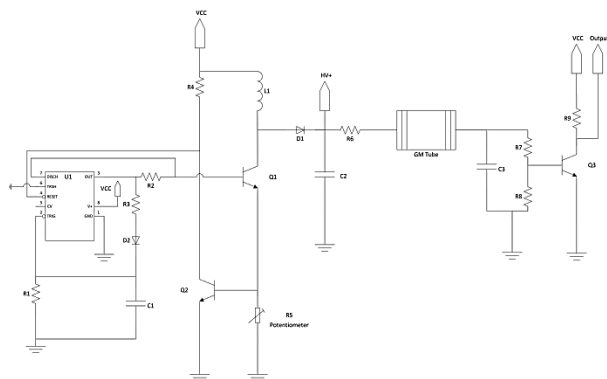 VCC
VCC
Outpu
R4
L1
HV+
R9
D1
R6
GM Tube
R7
C3
Q3
R8
C2
U1
7
DISCH
OUT
3
6
TRSH
4
RESET
5
CV
V+
8
2
TRIG
GND
1
VCC
R2
R3
Q1
D2
R1
C1
Q2
R5
Potentiometer